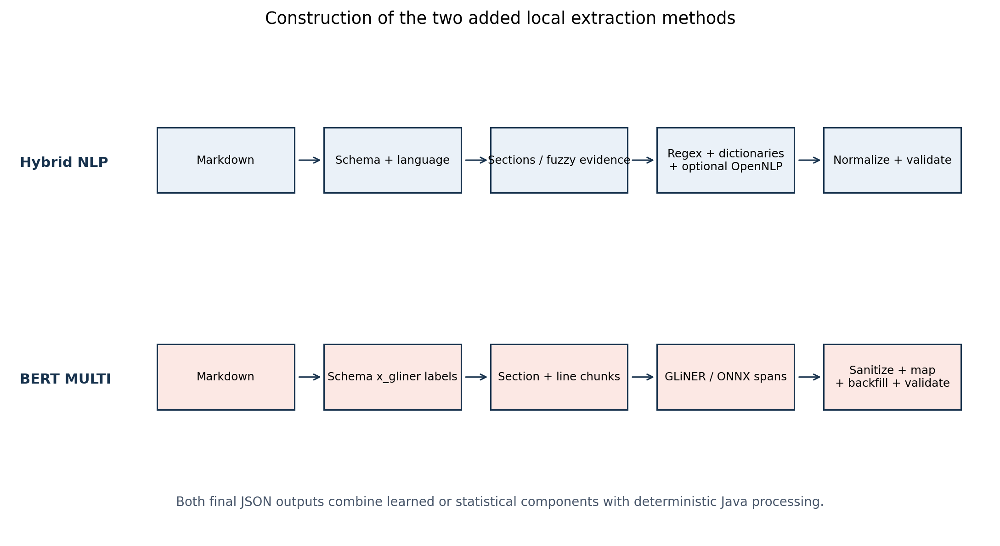 Construction of the two added local extraction methods
Hybrid NLP
Markdown
Schema + language
Sections / fuzzy evidence
Regex + dictionaries
+ optional OpenNLP
Normalize + validate
BERT MULTI
Markdown
Schema x_gliner labels
Section + line chunks
GLiNER / ONNX spans
Sanitize + map
+ backfill + validate
Both final JSON outputs combine learned or statistical components with deterministic Java processing.